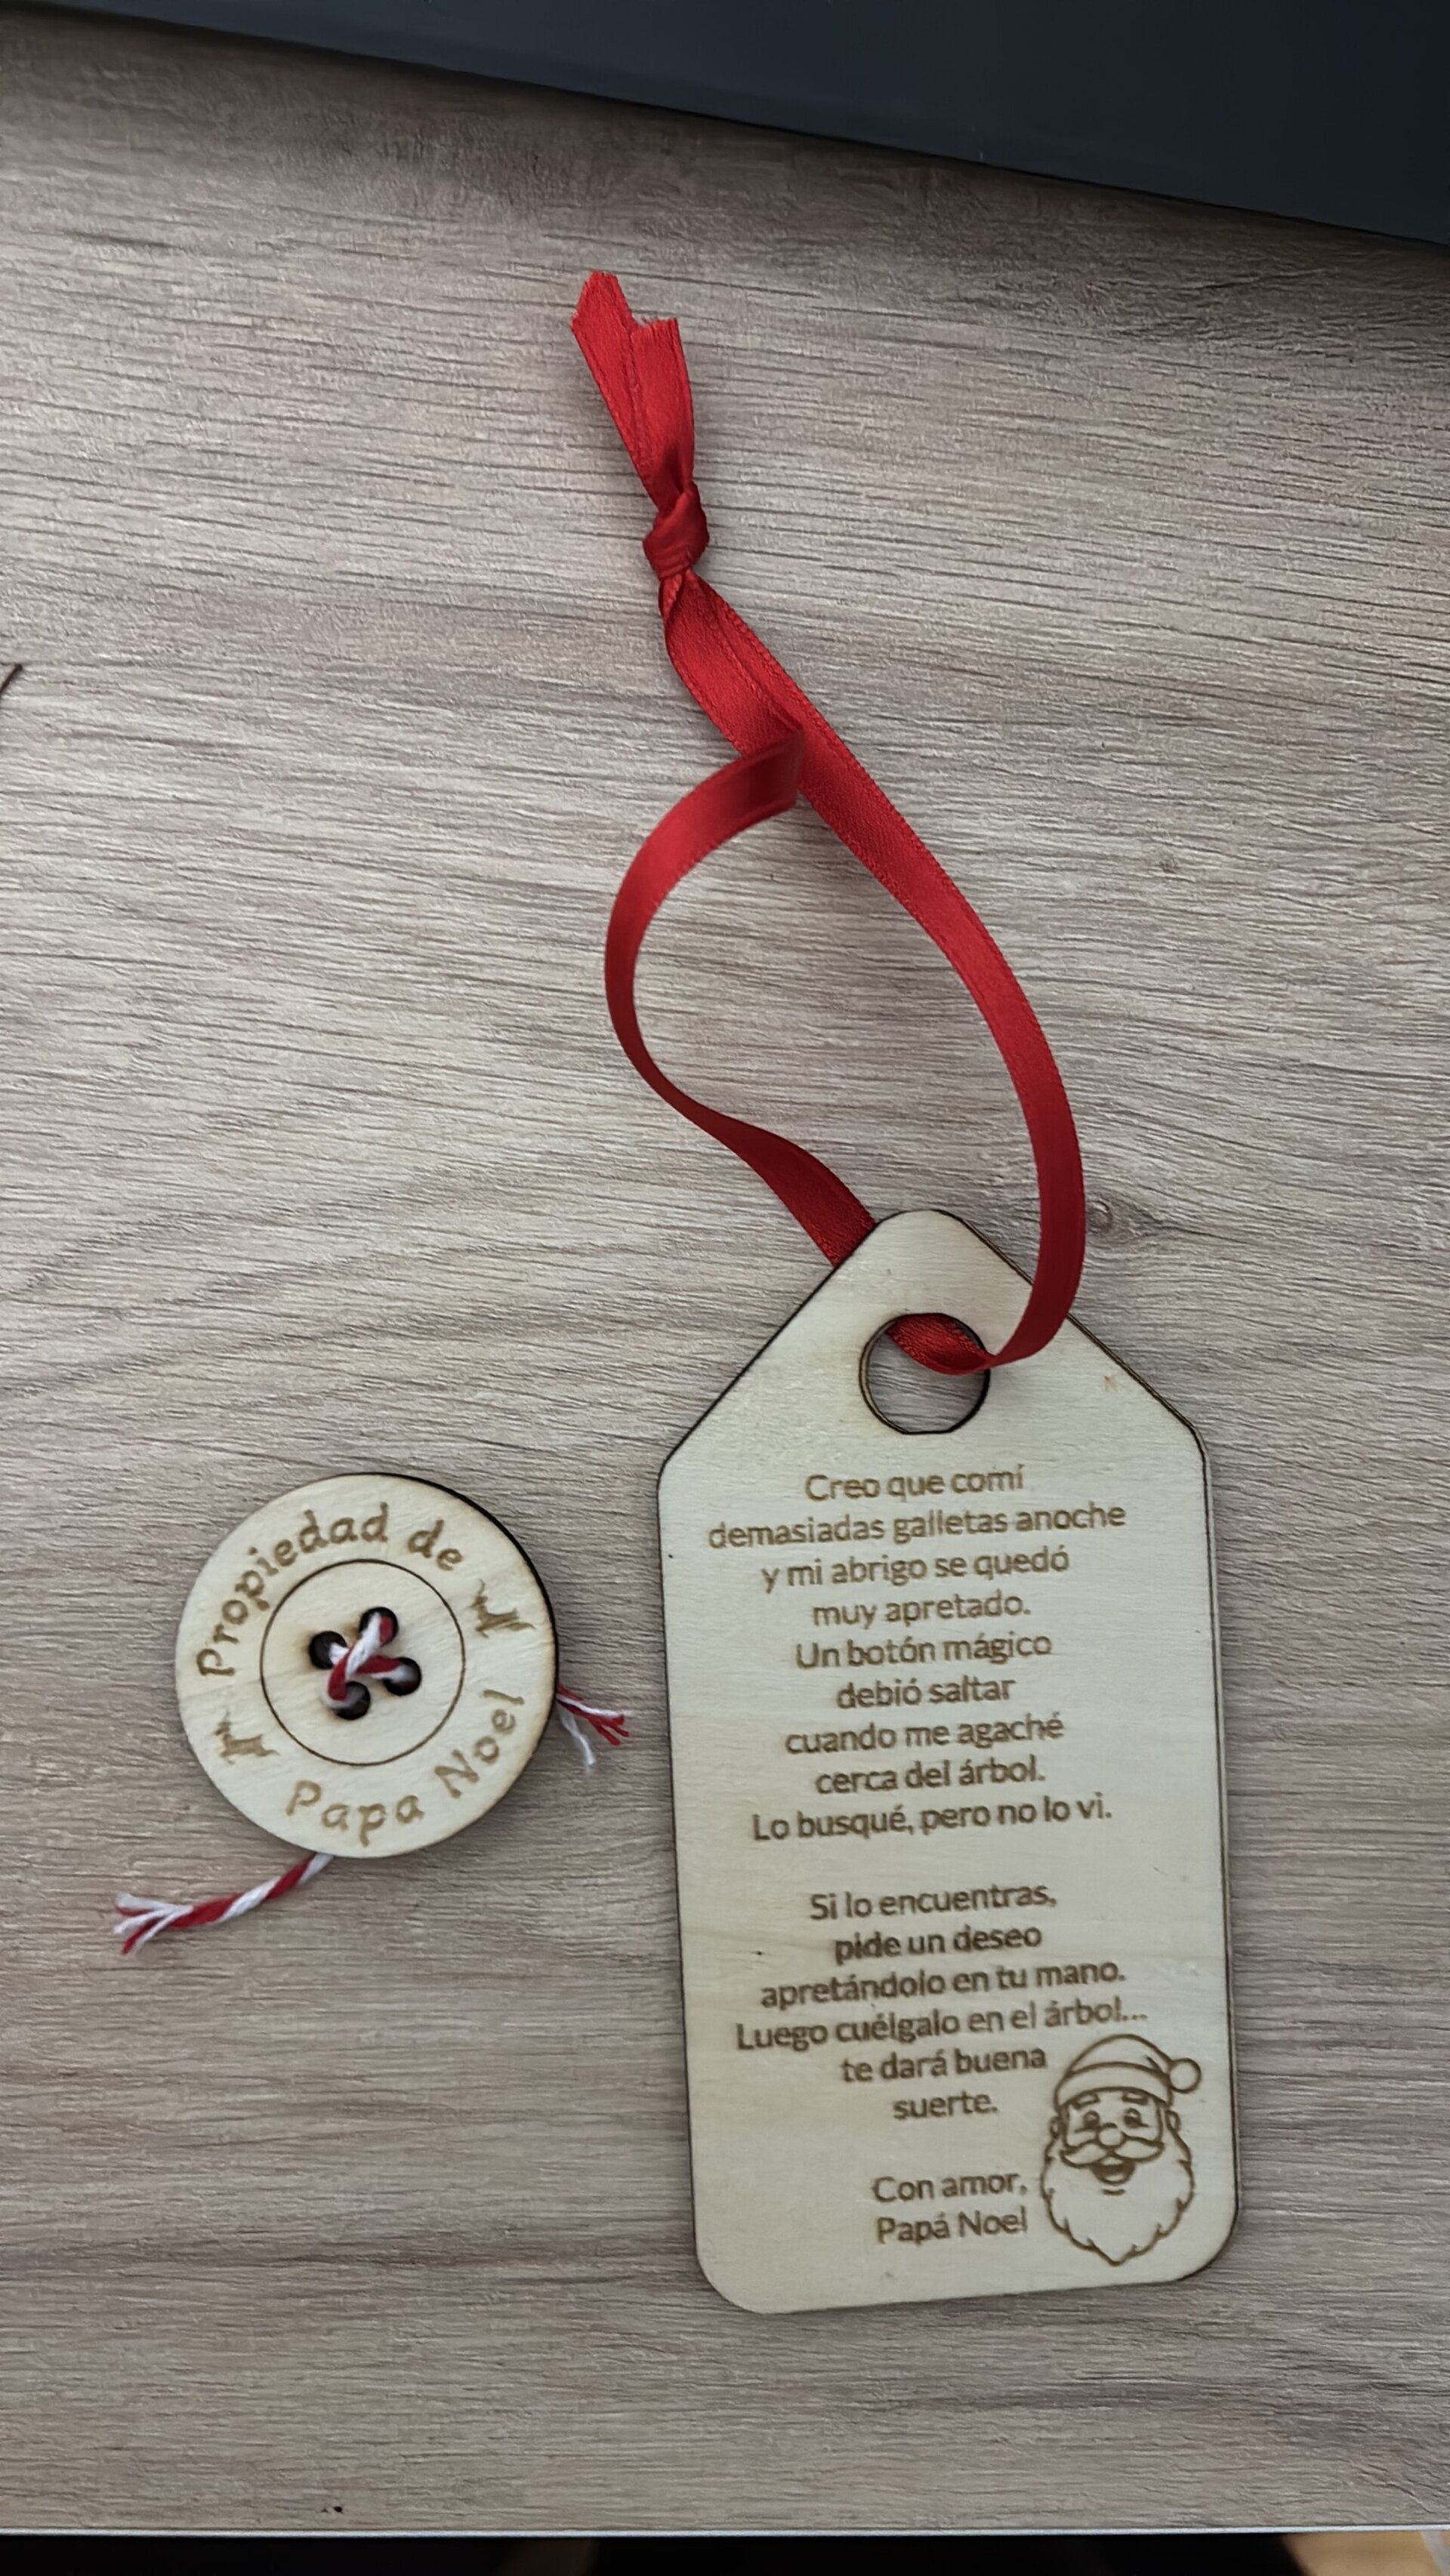 Propiedad de
Papa Noel
Creo que comí
demasiadas galletas anoche
y mi abrigo se quedó
muy apretado.
Un botón mágico
debió saltar
cuando me agaché
cerca del árbol.
Lo busqué, pero no lo vi.
Si lo encuentras,
pide un deseo
apretándolo en tu mano.
Luego cuélgalo en el árbol...
te dará buena
suerte.
Con amor,
Papá Noel